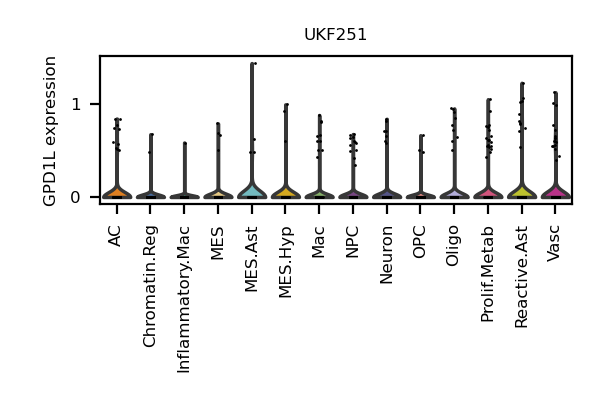 UKF251
GPD1L expression
1
0
AC
Chromatin.Reg
Inflammatory.Mac
MES
MES.Ast
MES.Hyp
Mac
NPC
Neuron
OPC
Oligo
Prolif.Metab
Reactive.Ast
Vasc